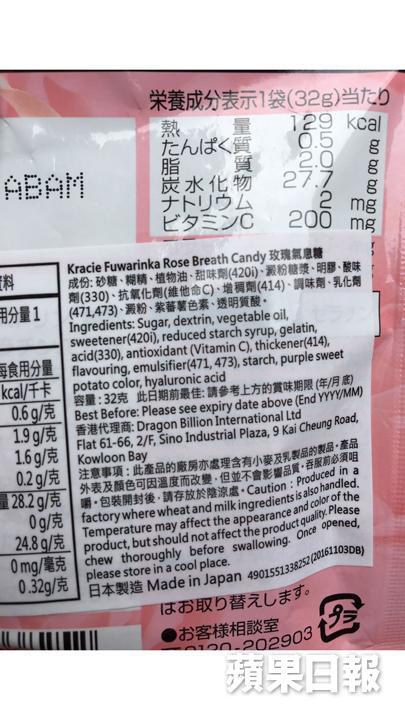 栄養成分表示1袋(32g)当たり
熱量 129 kcal
たんぱく質 0.5 g
脂質 2.0 g
炭水化物 27.7 g
ナトリウム 2 mg
ビタミンC 200 mg
ABAM
Kracie Fuwarinka Rose Breath Candy 玫瑰氣息糖
成份: 砂糖、糊精、植物油、甜味劑(420i)、澱粉糖漿、明膠、酸味
劑(330)、抗氧化劑(維他命C)、增稠劑(414)、調味劑、乳化劑
(471,473)、澱粉、紫薯薯色素、透明質酸。
Ingredients: Sugar, dextrin, vegetable oil,
sweetener(420i), reduced starch syrup, gelatin,
acid(330), antioxidant (Vitamin C), thickener(414),
flavouring, emulsifier(471, 473), starch, purple sweet
potato color, hyaluronic acid
容量: 32克 此日期前最佳: 請參考上方的賞味期限 (年/月 底)
Best Before: Please see expiry date above (End YYYY/MM)
香港代理商: Dragon Billion International Ltd
Flat 61-66, 2/F, Sino Industrial Plaza, 9 Kai Cheung Road,
Kowloon Bay
注意事項: 此產品的廠房亦處理含有小麥及乳製品的製品。產品
外表及顏色可因溫度而改變，但並不會影響品質。吞服前必須咀
嚼。包裝開封後，請存放於陰涼處。Caution: Produced in a
factory where wheat and milk ingredients is also handled.
Temperature may affect the appearance and color of the
product, but should not affect the product quality. Please
chew thoroughly before swallowing. Once opened,
please store in a cool place.
日本製造 Made in Japan 4901551338252 (20161103DB)
資料
用分量 1
每食用分量
kcal/千卡
0.6 g/克
1.9 g/克
1.6 g/克
0.2 g/克
28.2 g/克
0 g/克
24.8 g/克
0 mg/毫克
0.32g/克
はお取り替えします。
●お客様相談室
0120-202903
プラ
蘋果日報